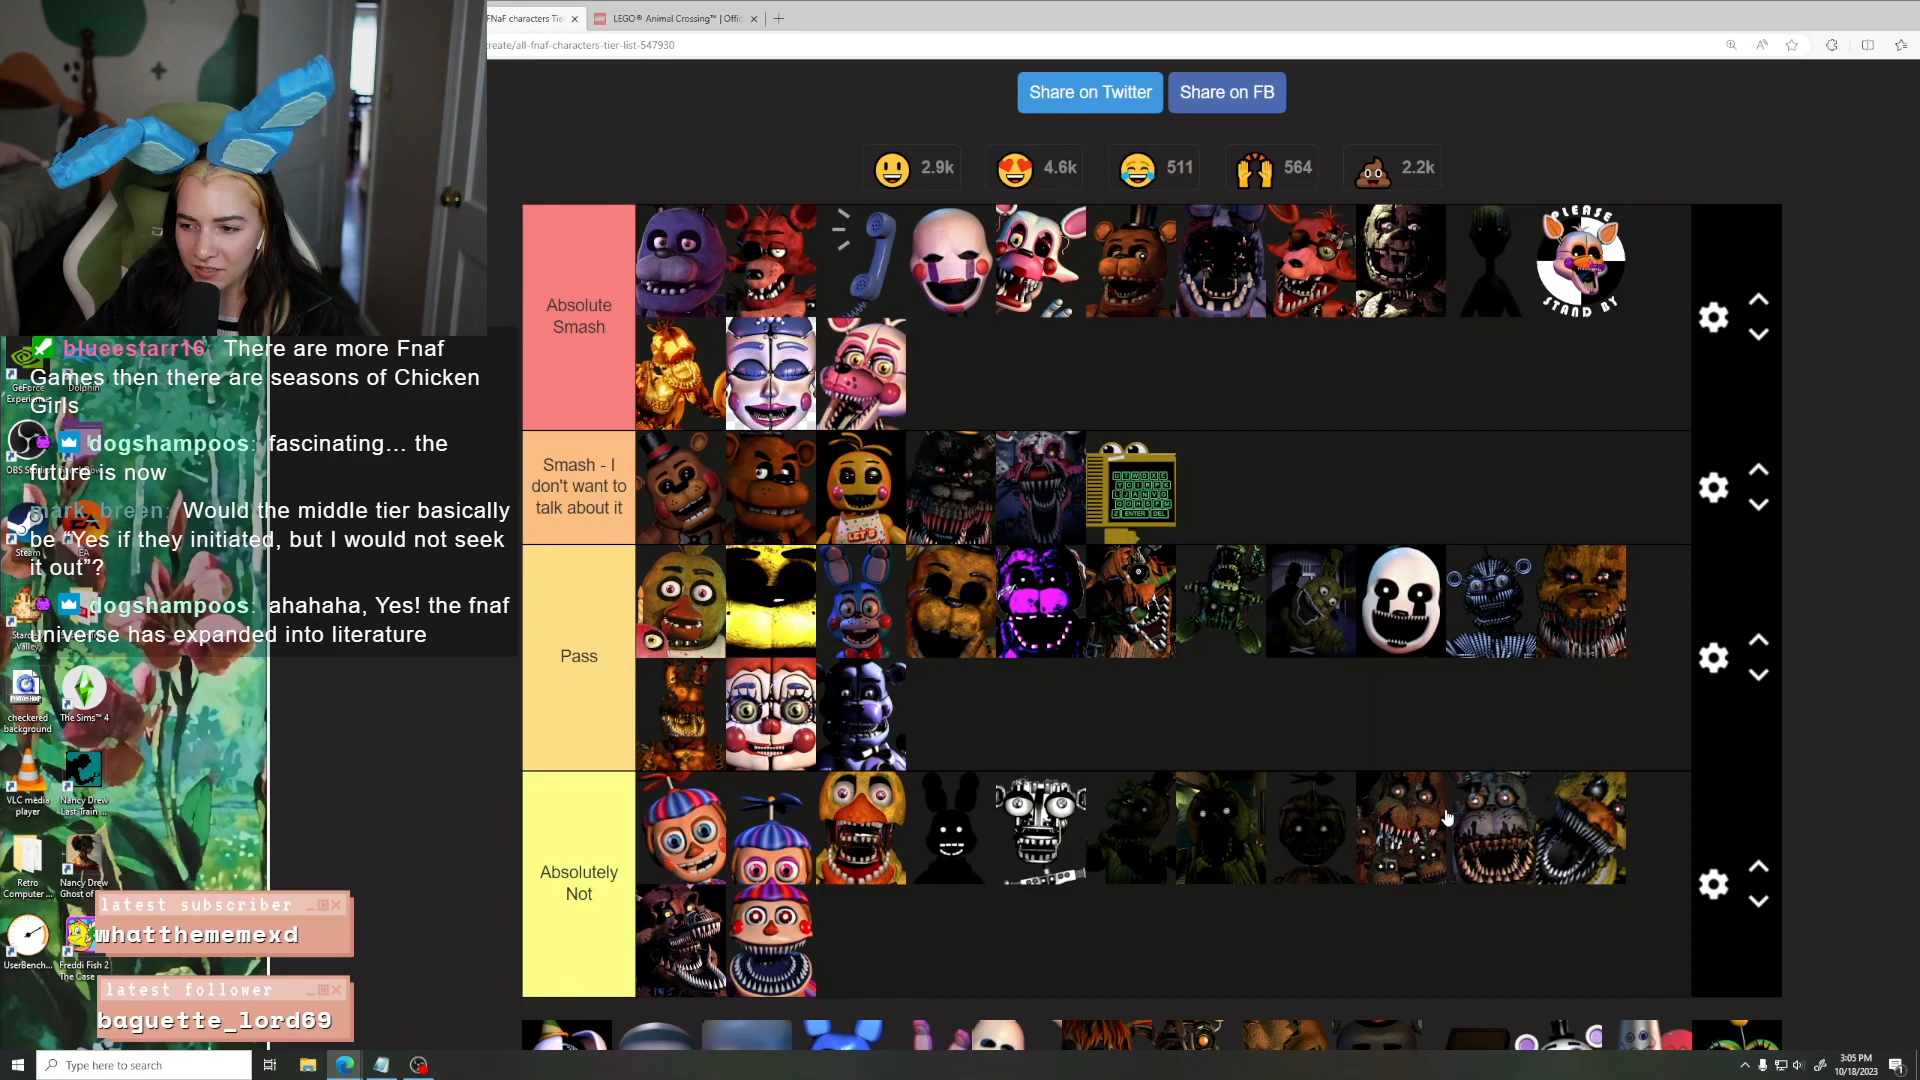 FNaF characters Tie
LEGO® Animal Crossing™ | Offic
reate/all-fnaf-characters-tier-list-547930
Share on Twitter
Share on FB
2.9k
4.6k
511
564
2.2k
Absolute
Smash
PLEASE
STAND BY
Smash - I
don't want to
talk about it
LET'S
Pass
Absolutely
Not
blueestarr16 There are more Fnaf
Games then there are seasons of Chicken
Girls
dogshampoos: fascinating... the
future is now
mark_breen: Would the middle tier basically
be “Yes if they initiated, but I would not seek
it out”?
dogshampoos: ahahaha, Yes! the fnaf
universe has expanded into literature
GeForce
Experience
Dolphin
Steam
EA
Valley
PHOTOSHOP
checkered
background
The Sims™ 4
VLC media
player
Nancy Drew
Last Train ...
Retro
Computer ...
Nancy Drew
Ghost of
UserBench...
Freddi Fish 2
The Case
latest subscriber
whatthememexd
latest follower
baguette_lord69
Type here to search
3:05 PM
10/18/2023
1